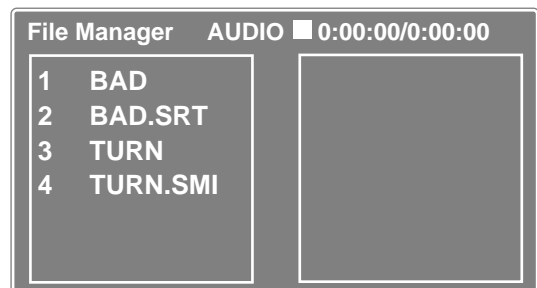 File Manager AUDIO 0:00:00/0:00:00
1 BAD
2 BAD.SRT
3 TURN
4 TURN.SMI